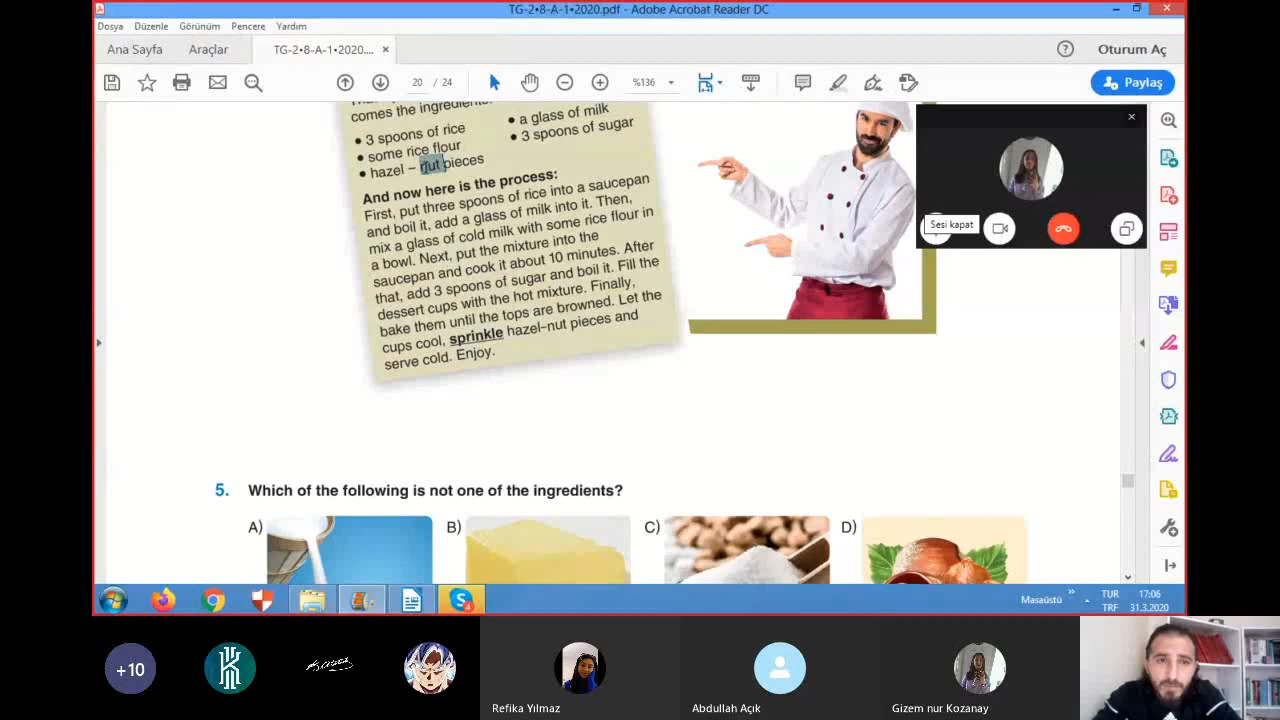 TG-2•8-A-1•2020.pdf - Adobe Acrobat Reader DC
Dosya Düzenle Görünüm Pencere Yardım
Ana Sayfa Araçlar TG-2•8-A-1•2020.... × Oturum Aç
20 / 24 %136 Paylaş
comes the ingredients:
• 3 spoons of rice
• some rice flour
• hazel – nut pieces
• a glass of milk
• 3 spoons of sugar
And now here is the process:
First, put three spoons of rice into a saucepan
and boil it, add a glass of milk into it. Then,
mix a glass of cold milk with some rice flour in
a bowl. Next, put the mixture into the
saucepan and cook it about 10 minutes. After
that, add 3 spoons of sugar and boil it. Fill the
dessert cups with the hot mixture. Finally,
bake them until the tops are browned. Let the
cups cool, sprinkle hazel–nut pieces and
serve cold. Enjoy.
Sesi kapat
5. Which of the following is not one of the ingredients?
A) B) C) D)
Masaüstü » TUR 17:06
TRF 31.3.2020
+10
Refika Yılmaz Abdullah Açık Gizem nur Kozanay